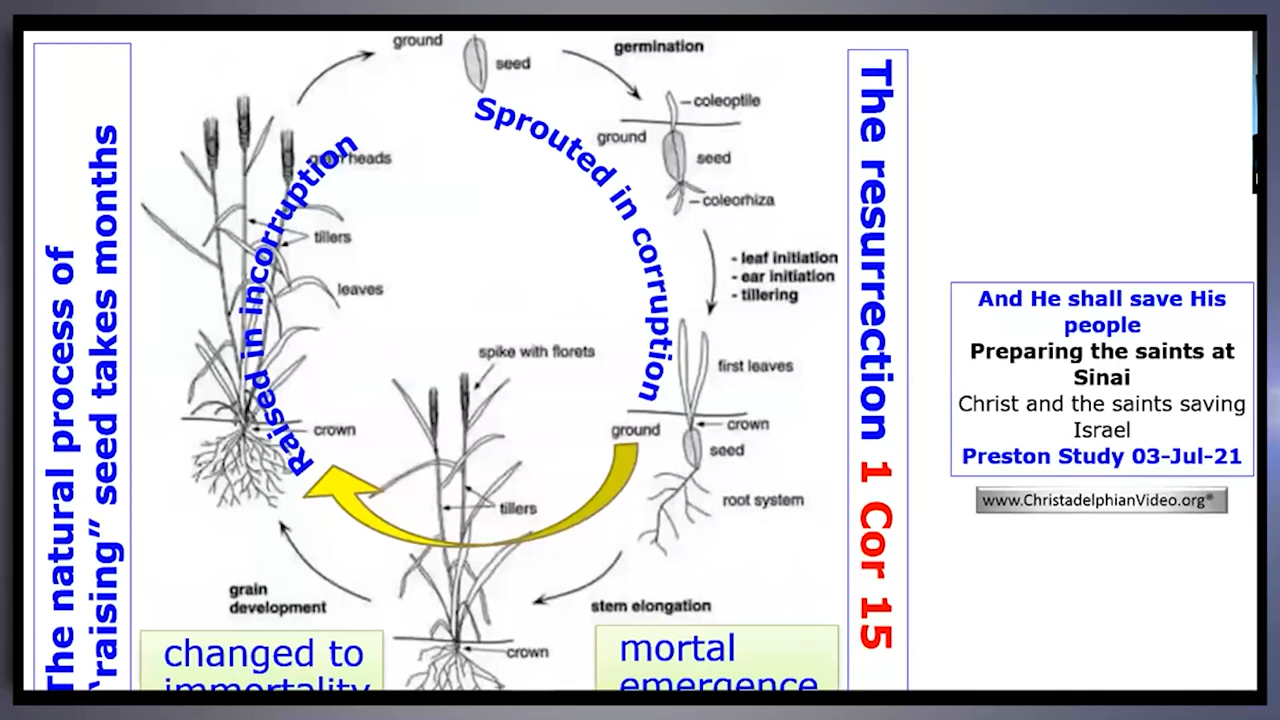 The natural process of
“raising” seed takes months
ground
seed
germination
coleoptile
ground
seed
coleorhiza
Sprouted in corruption
- leaf initiation
- ear initiation
- tillering
first leaves
crown
ground
seed
root system
stem elongation
spike with florets
tillers
crown
grain
development
heads
tillers
leaves
crown
Raised in incorruption
changed to
immortality
mortal
emergence
The resurrection 1 Cor 15
And He shall save His
people
Preparing the saints at
Sinai
Christ and the saints saving
Israel
Preston Study 03-Jul-21
www.ChristadelphianVideo.org®